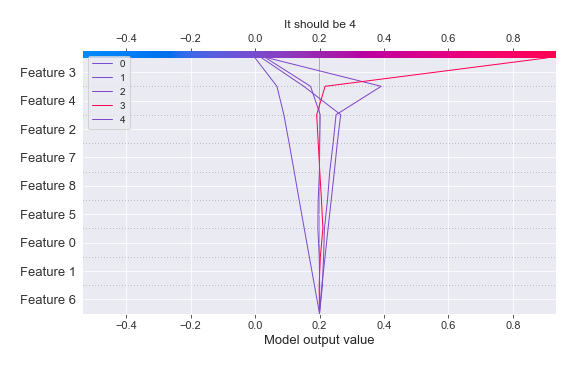 It should be 4
−0.4 −0.2 0.0 0.2 0.4 0.6 0.8
0
1
2
3
4
Feature 3
Feature 4
Feature 2
Feature 7
Feature 8
Feature 5
Feature 0
Feature 1
Feature 6
−0.4 −0.2 0.0 0.2 0.4 0.6 0.8
Model output value